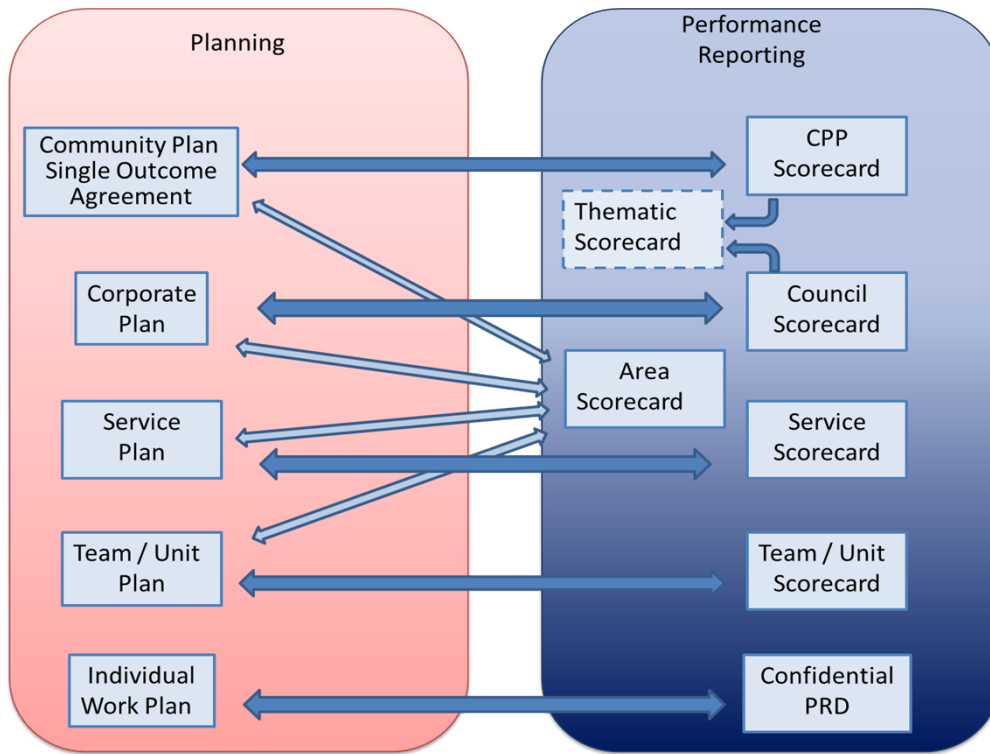 Planning
Community Plan
Single Outcome
Agreement
Corporate
Plan
Service
Plan
Team / Unit
Plan
Individual
Work Plan
Performance
Reporting
CPP
Scorecard
Thematic
Scorecard
Council
Scorecard
Area
Scorecard
Service
Scorecard
Team / Unit
Scorecard
Confidential
PRD